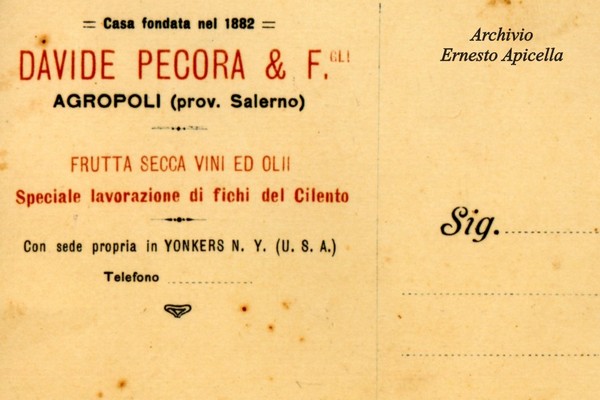 = Casa fondata nel 1882 =
DAVIDE PECORA & F.GLI
AGROPOLI (prov. Salerno)
FRUTTA SECCA VINI ED OLII
Speciale lavorazione di fichi del Cilento
Con sede propria in YONKERS N. Y. (U. S. A.)
Telefono
Archivio
Ernesto Apicella
Sig.